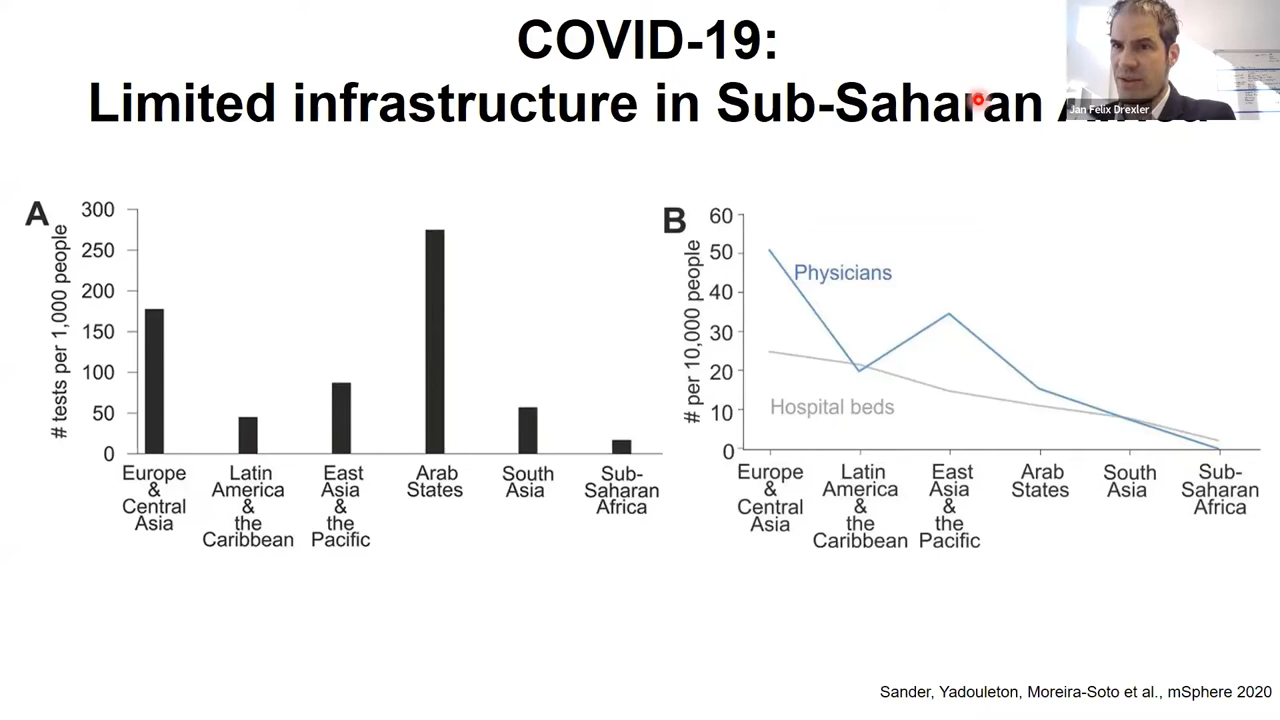 COVID-19:
Limited infrastructure in Sub-Saharan
Jan Felix Drexler
A
# tests per 1,000 people
300
250
200
150
100
50
0
Europe
&
Central
Asia
Latin
America
&
the
Caribbean
East
Asia
&
the
Pacific
Arab
States
South
Asia
Sub-
Saharan
Africa
B
# per 10,000 people
60
50
40
30
20
10
0
Physicians
Hospital beds
Europe
&
Central
Asia
Latin
America
&
the
Caribbean
East
Asia
&
the
Pacific
Arab
States
South
Asia
Sub-
Saharan
Africa
Sander, Yadouleton, Moreira-Soto et al., mSphere 2020